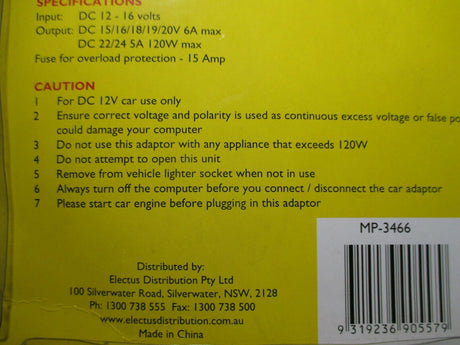 SPECIFICATIONS
Input: DC 12 - 16 volts
Output: DC 15/16/18/19/20V 6A max
DC 22/24 5A 120W max
Fuse for overload protection - 15 Amp
CAUTION
1 For DC 12V car use only
2 Ensure correct voltage and polarity is used as continuous excess voltage or false po
could damage your computer
3 Do not use this adaptor with any appliance that exceeds 120W
4 Do not attempt to open this unit
5 Remove from vehicle lighter socket when not in use
6 Always turn off the computer before you connect / disconnect the car adaptor
7 Please start car engine before plugging in this adaptor
MP-3466
Distributed by:
Electus Distribution Pty Ltd
100 Silverwater Road, Silverwater, NSW, 2128
Ph: 1300 738 555 Fax: 1300 738 500
www.electusdistribution.com.au
Made in China
9 319236 905579